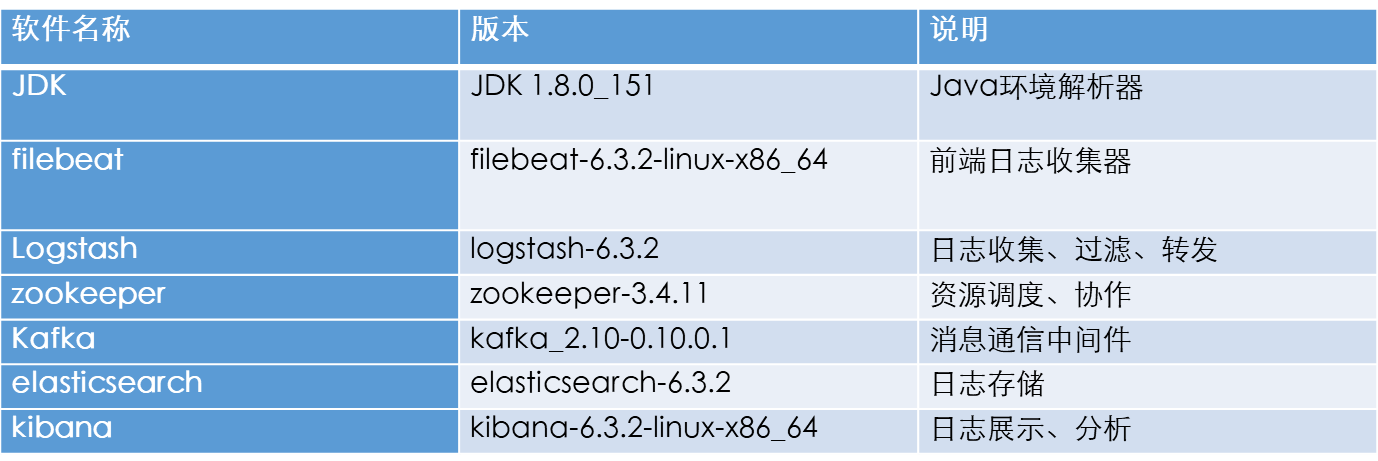 软件名称 版本 说明
JDK JDK 1.8.0_151 Java环境解析器
filebeat filebeat-6.3.2-linux-x86_64 前端日志收集器
Logstash logstash-6.3.2 日志收集、过滤、转发
zookeeper zookeeper-3.4.11 资源调度、协作
Kafka kafka_2.10-0.10.0.1 消息通信中间件
elasticsearch elasticsearch-6.3.2 日志存储
kibana kibana-6.3.2-linux-x86_64 日志展示、分析